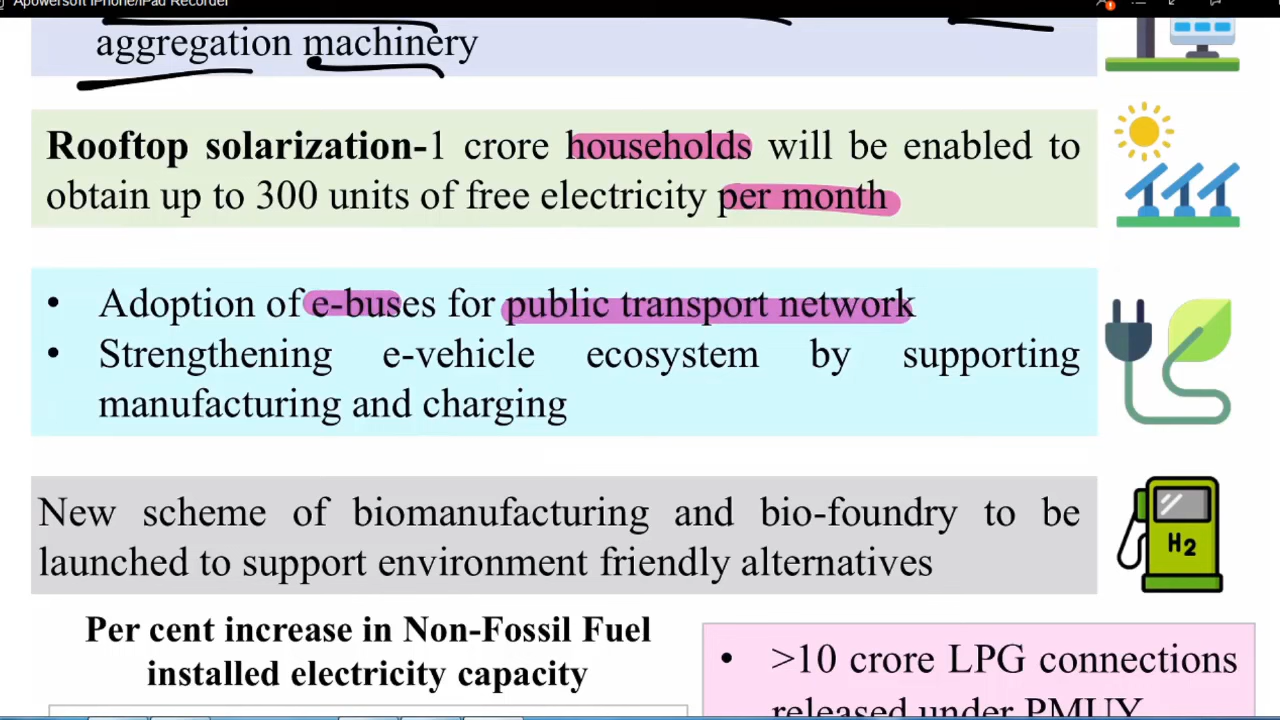 Apowersoft iPhone/iPad Recorder
aggregation machinery
Rooftop solarization-1 crore households will be enabled to
obtain up to 300 units of free electricity per month
• Adoption of e-buses for public transport network
• Strengthening e-vehicle ecosystem by supporting
manufacturing and charging
New scheme of biomanufacturing and bio-foundry to be
launched to support environment friendly alternatives
H2
Per cent increase in Non-Fossil Fuel
installed electricity capacity
• >10 crore LPG connections
released under PMUY